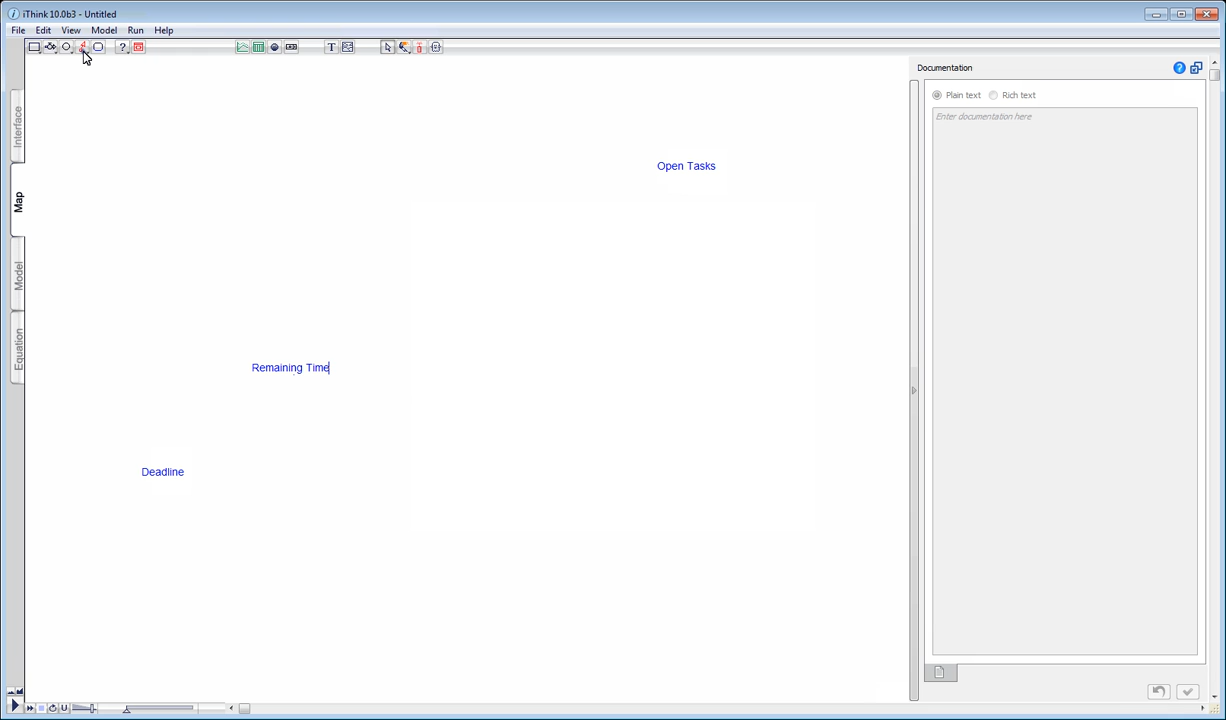 iThink 10.0b3 - Untitled
File Edit View Model Run Help
? T
Documentation
?
Plain text Rich text
Enter documentation here
Interface
Map
Model
Equation
Open Tasks
Remaining Time
Deadline
U